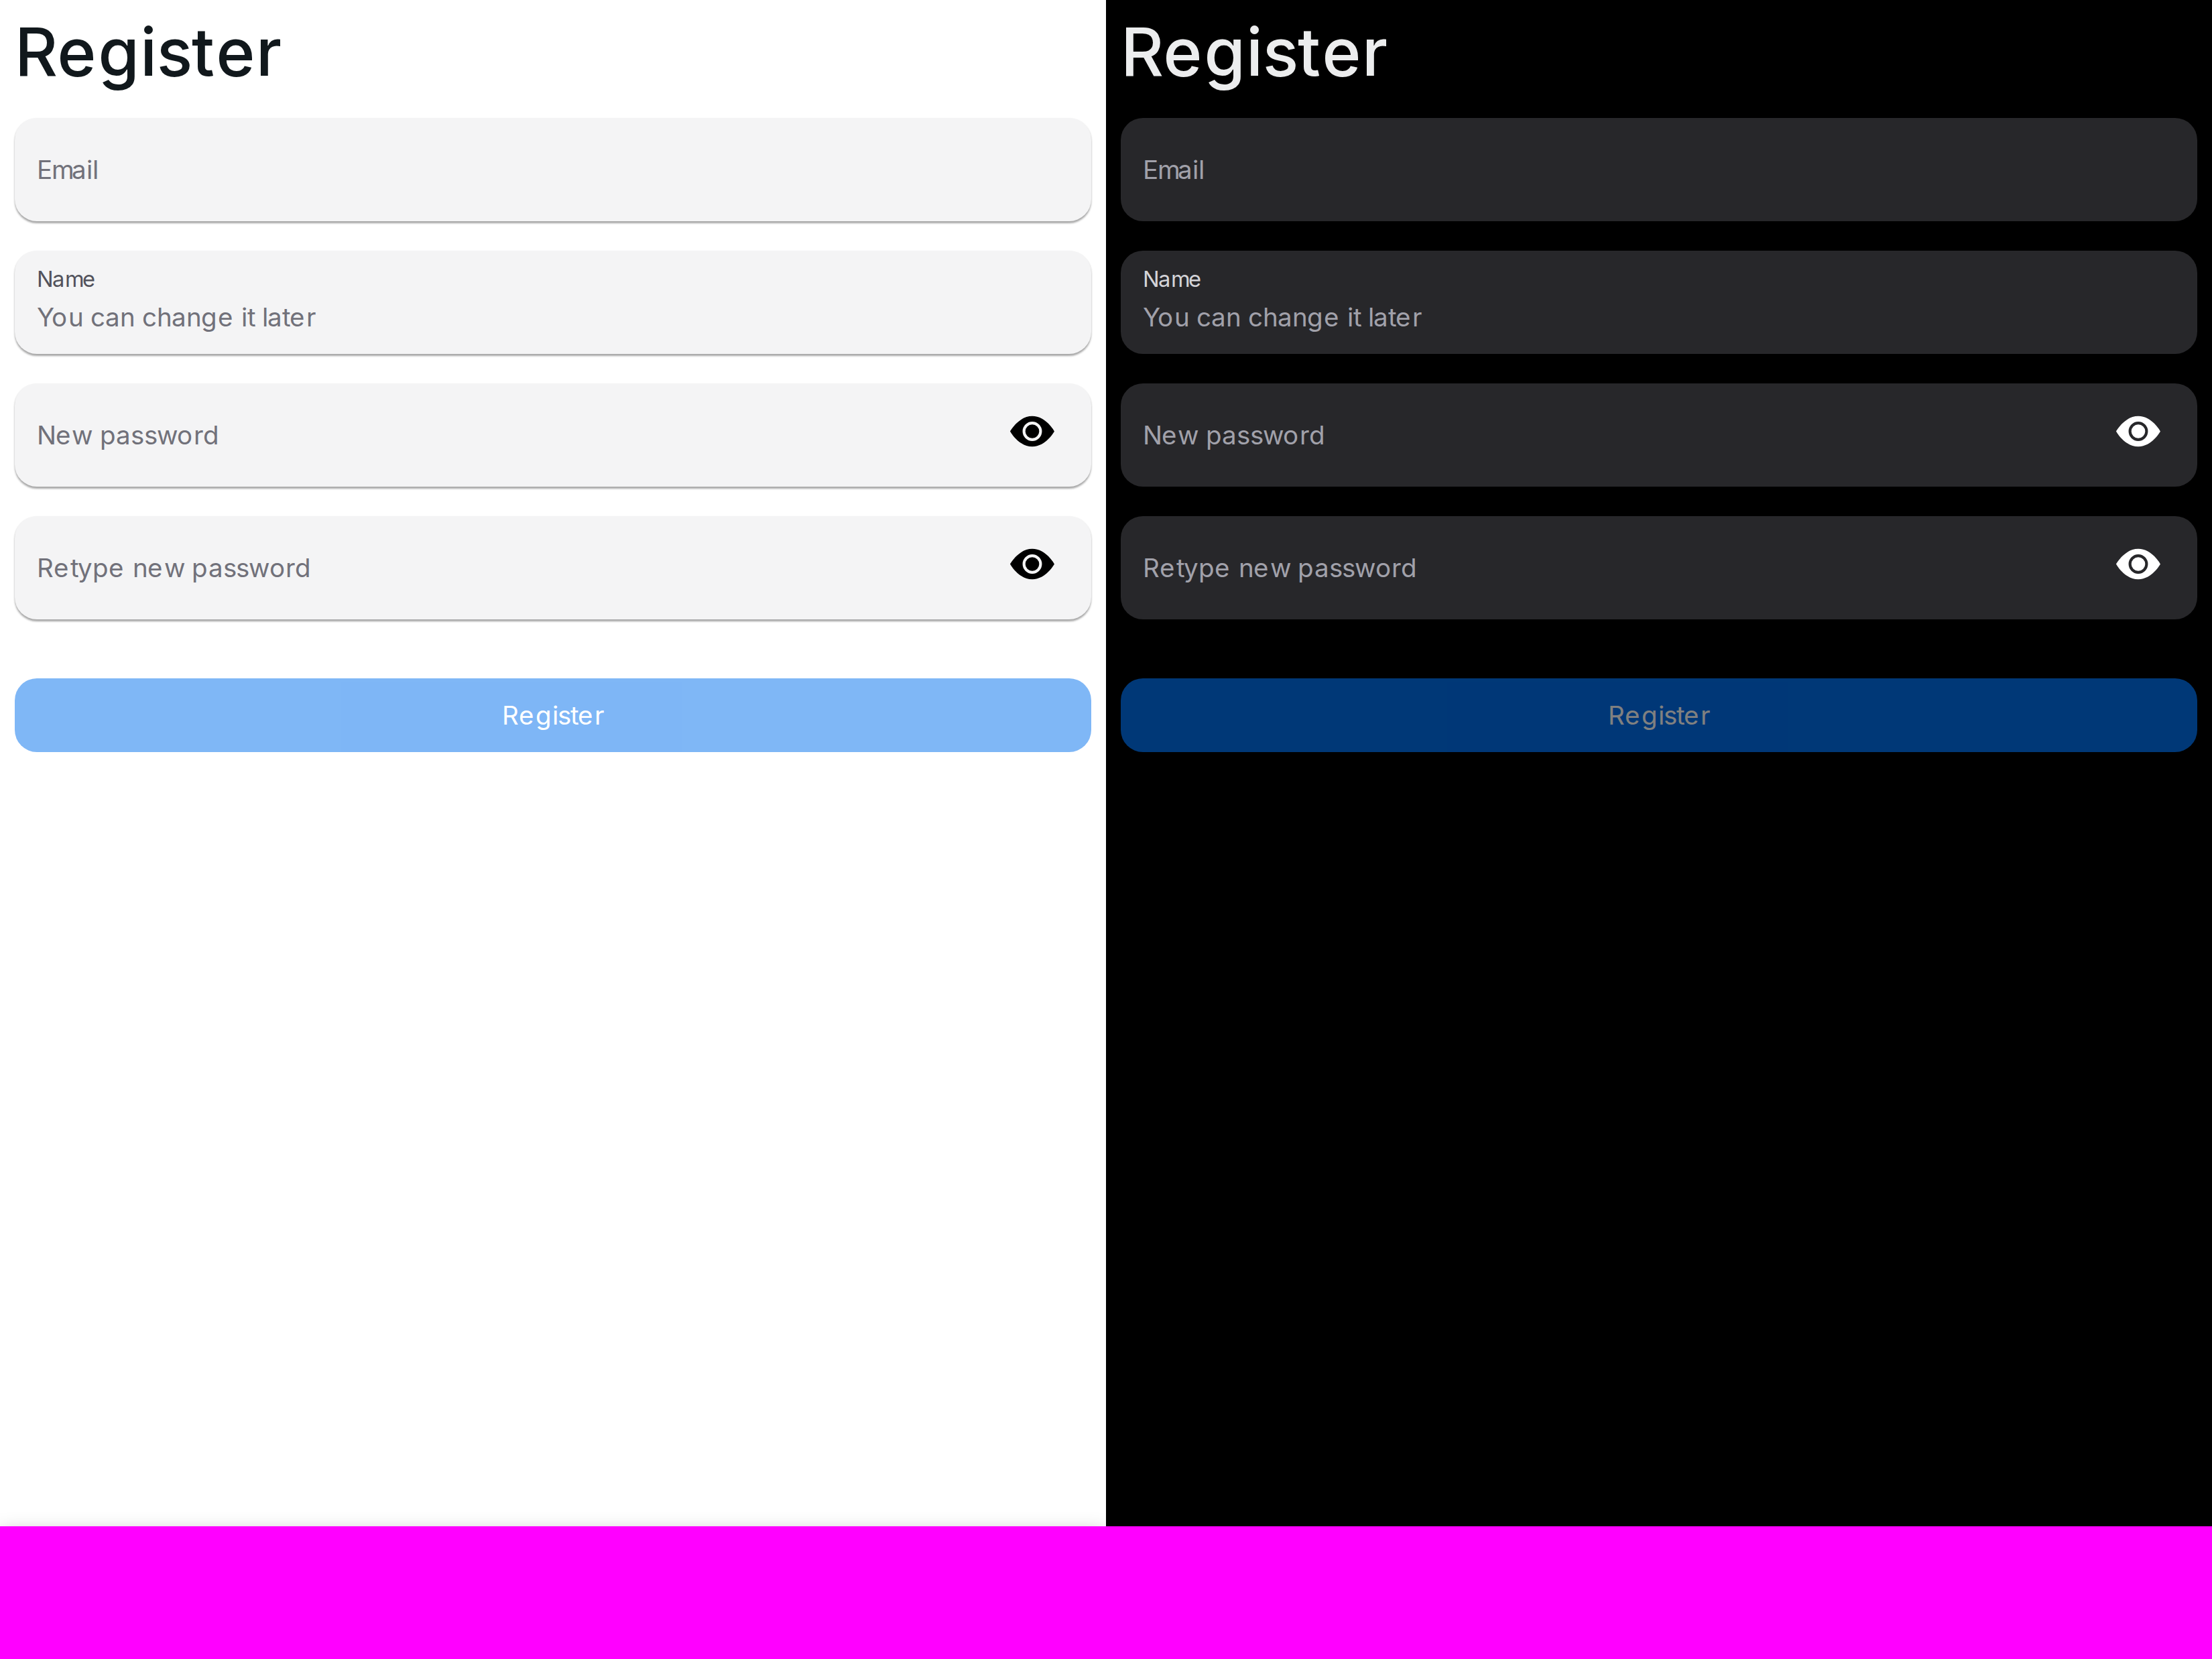 Register
Email
Name
You can change it later
New password
Retype new password
Register
Register
Email
Name
You can change it later
New password
Retype new password
Register